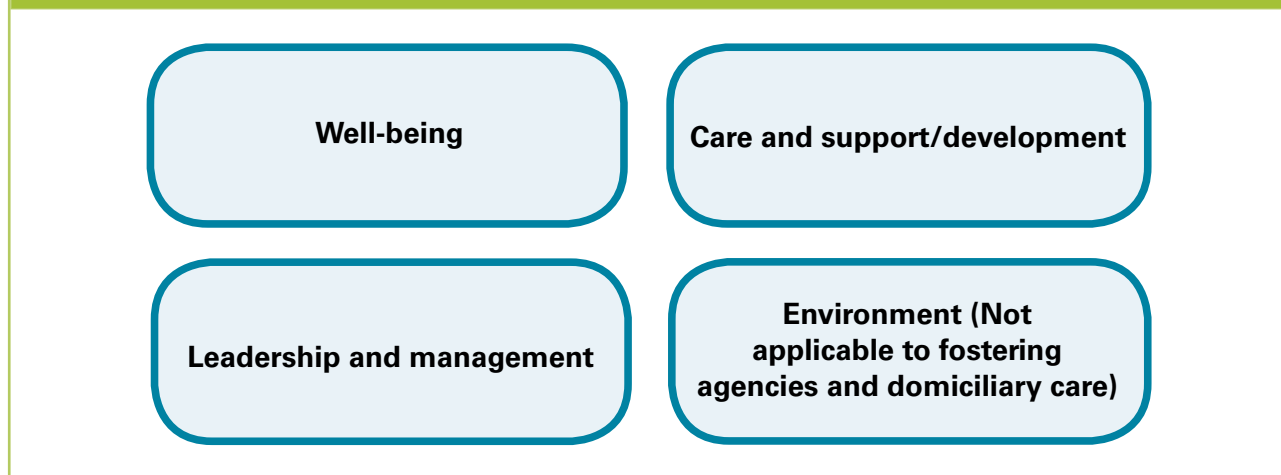 Well-being
Care and support/development
Leadership and management
Environment (Not
applicable to fostering
agencies and domiciliary care)